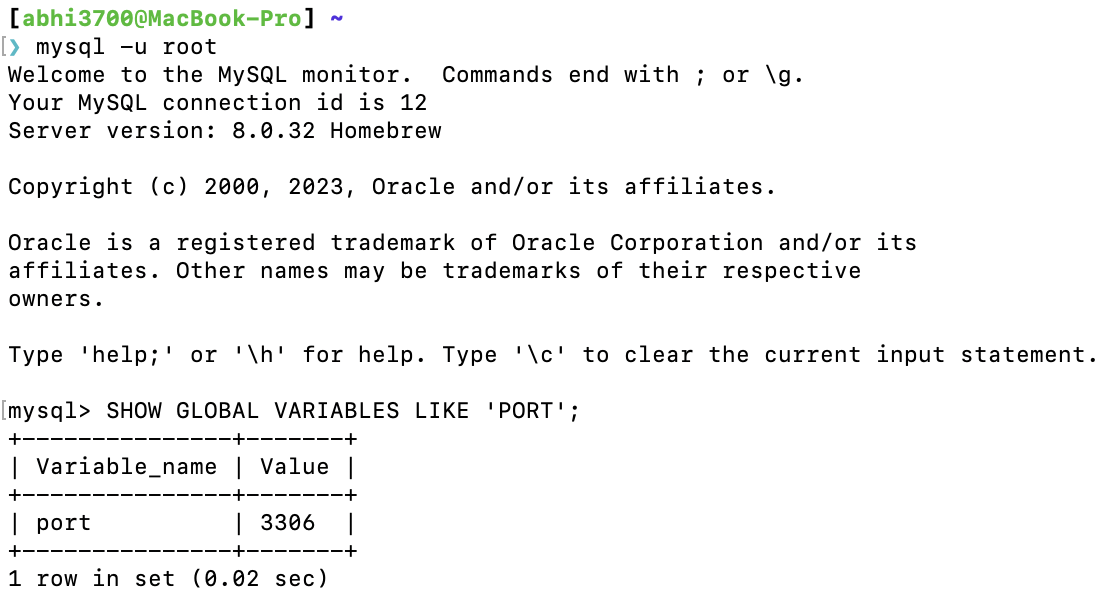 [abhi3700@MacBook-Pro] ~
[❯ mysql -u root
Welcome to the MySQL monitor.  Commands end with ; or \g.
Your MySQL connection id is 12
Server version: 8.0.32 Homebrew

Copyright (c) 2000, 2023, Oracle and/or its affiliates.

Oracle is a registered trademark of Oracle Corporation and/or its
affiliates. Other names may be trademarks of their respective
owners.

Type 'help;' or '\h' for help. Type '\c' to clear the current input statement.

[mysql> SHOW GLOBAL VARIABLES LIKE 'PORT';
+---------------+-------+
| Variable_name | Value |
+---------------+-------+
| port          | 3306  |
+---------------+-------+
1 row in set (0.02 sec)